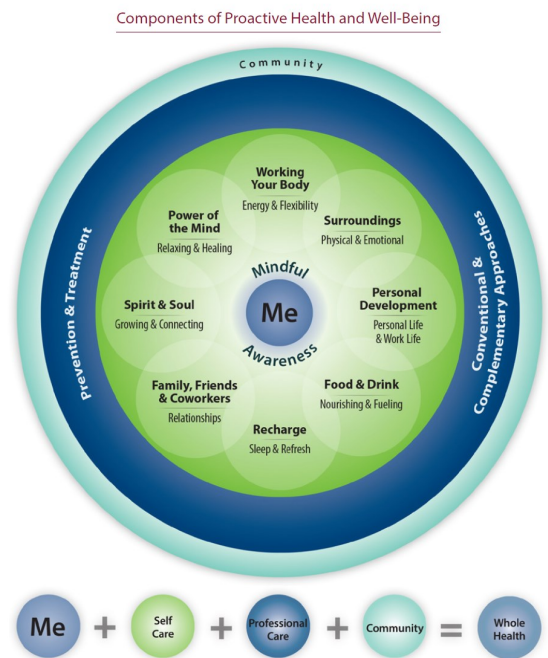 Components of Proactive Health and Well-Being
Community
Working
Your Body
Energy & Flexibility
Surroundings
Physical & Emotional
Personal
Development
Personal Life
& Work Life
Food & Drink
Nourishing & Fueling
Recharge
Sleep & Refresh
Family, Friends
& Coworkers
Relationships
Spirit & Soul
Growing & Connecting
Power of
the Mind
Relaxing & Healing
Mindful
Me
Awareness
Prevention & Treatment
Conventional &
Complementary Approaches
Me + Self Care + Professional Care + Community = Whole Health